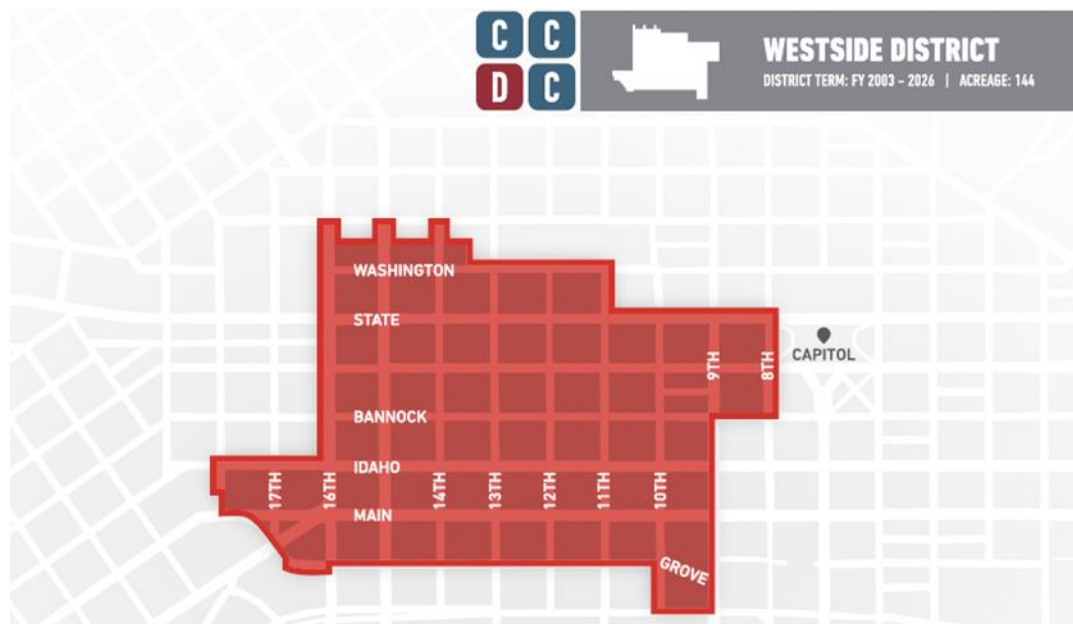 C C
D C
WESTSIDE DISTRICT
DISTRICT TERM: FY 2003 - 2026 | ACREAGE: 144
WASHINGTON
STATE
CAPITOL
9TH
8TH
BANNOCK
IDAHO
17TH
16TH
14TH
13TH
12TH
11TH
10TH
MAIN
GROVE